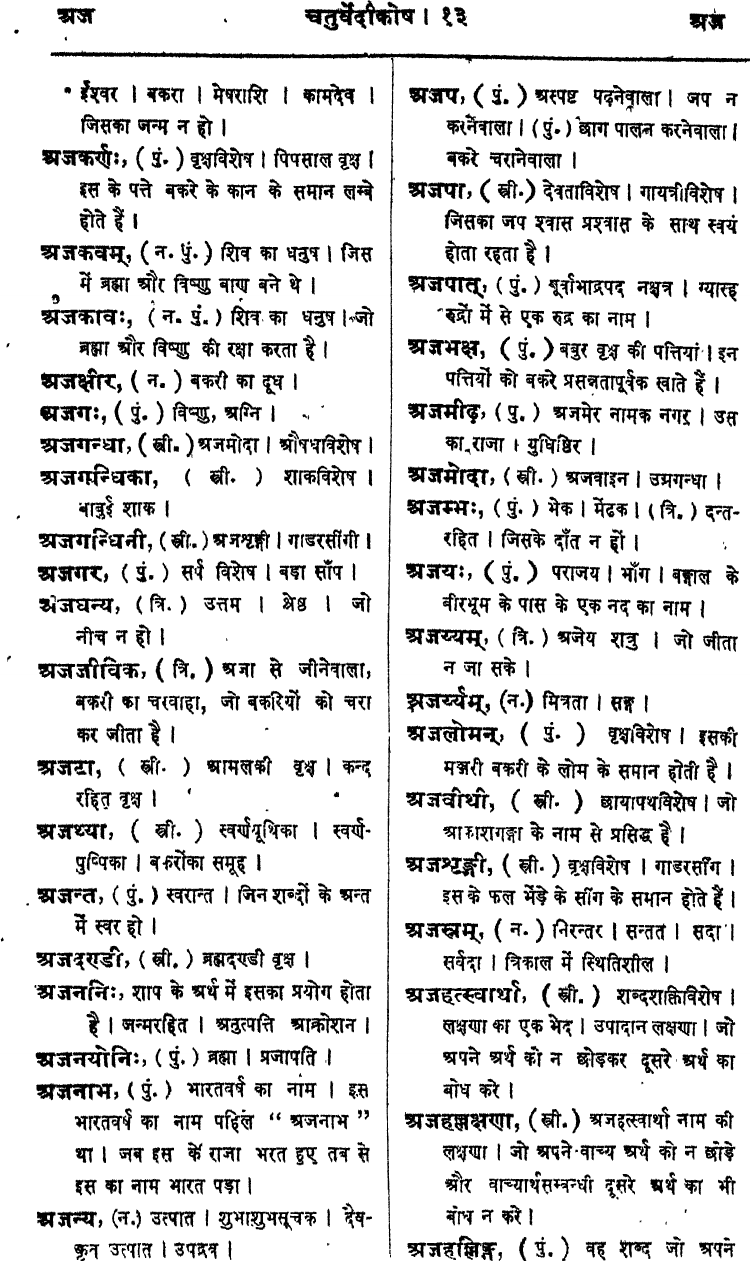 अज चतुर्वेदीकोष । १३ अज
ईश्वर । बकरा । मेषराशि । कामदेव ।
जिसका जन्म न हो ।
अजकर्णः, ( पुं. ) वृक्षविशेष । पिपसाल वृक्ष ।
इस के पत्ते बकरे के कान के समान लम्बे
होते हैं ।
अजकवम्, ( न. पुं. ) शिव का धनुष । जिस
में ब्रह्मा और विष्णु बाण बने थे ।
अजकावः, ( न. पुं. ) शिव का धनुष । जो
ब्रह्मा और विष्णु की रक्षा करता है ।
अजक्षीर, ( न. ) बकरी का दूध ।
अजगः, ( पुं. ) विष्णु, अग्नि ।
अजगन्धा, ( स्त्री. ) अजमोदा । औषधविशेष ।
अजगन्धिका, ( स्त्री. ) शाकविशेष ।
बाबुई शाक ।
अजगन्धिनी, ( स्त्री. ) अजशृङ्गी । गाडरसींगी ।
अजगर, ( पुं. ) सर्प विशेष । बडा साँप ।
अजघन्य, ( त्रि. ) उत्तम । श्रेष्ठ । जो
नीच न हो ।
अजजीविक, ( त्रि. ) अजा से जीनेवाला,
बकरी का चरवाहा, जो बकरियों को चरा
कर जीता है ।
अजटा, ( स्त्री. ) आमलकी वृक्ष । कन्द
रहित वृक्ष ।
अजथ्या, ( स्त्री. ) स्वर्णयूथिका । स्वर्ण-
पुष्पिका । बकरोंका समूह ।
अजन्त, ( पुं. ) स्वरान्त । जिन शब्दों के अन्त
में स्वर हो ।
अजदण्डी, ( स्त्री. ) ब्रह्मदण्डी वृक्ष ।
अजननिः, शाप के अर्थ में इसका प्रयोग होता
है । जन्मरहित । अनुत्पत्ति आक्रोशन ।
अजनयोनिः, ( पुं. ) ब्रह्मा । प्रजापति ।
अजनाभ, ( पुं. ) भारतवर्ष का नाम । इस
भारतवर्ष का नाम पहिले “ अजनाभ ”
था । जब इस के राजा भरत हुए तब से
इस का नाम भारत पड़ा ।
अजन्य, ( न. ) उत्पात । शुभाशुभसूचक । देव-
कृत उत्पात । उपद्रव ।
अजप, ( पुं. ) अस्पष्ट पढ़नेवाला । जप न
करनेवाला । ( पुं. ) छाग पालन करनेवाला ।
बकरे चरानेवाला ।
अजपा, ( स्त्री. ) देवताविशेष । गायत्रीविशेष ।
जिसका जप श्वास प्रश्वास के साथ स्वयं
होता रहता है ।
अजपात्, ( पुं. ) पूर्वाभाद्रपद नक्षत्र । ग्यारह
रुद्रों में से एक रुद्र का नाम ।
अजभक्ष, ( पुं. ) बबुर वृक्ष की पत्तियां । इन
पत्तियों को बकरे प्रसन्नतापूर्वक खाते हैं ।
अजमीढ़, ( पु. ) अजमेर नामक नगर । उस
का राजा । युधिष्ठिर ।
अजमोदा, ( स्त्री. ) अजवाइन । उग्रगन्धा ।
अजम्भः, ( पुं. ) भेक । मेंढक । ( त्रि. ) दन्त-
रहित । जिसके दाँत न हों ।
अजयः, ( पुं. ) पराजय । भाँग । बङ्गाल के
बीरभूम के पास के एक नद का नाम ।
अजय्यम्, ( त्रि. ) अजेय शत्रु । जो जीता
न जा सके ।
अजर्य्यम्, (न.) मित्रता । सङ्ग ।
अजलोमन्, ( पुं. ) वृक्षविशेष । इसकी
मञ्जरी बकरी के लोम के समान होती है ।
अजवीथी, ( स्त्री. ) छायापथविशेष । जो
आकाशगङ्गा के नाम से प्रसिद्ध है ।
अजशृङ्गी, ( स्त्री. ) वृक्षविशेष । गाडरसींग ।
इस के फल मेंड़े के सींग के समान होते हैं ।
अजस्रम्, ( न. ) निरन्तर । सन्तत । सदा ।
सर्वदा । त्रिकाल में स्थितिशील ।
अजहत्स्वार्था, ( स्त्री. ) शब्दशक्तिविशेष ।
लक्षणा का एक भेद । उपादान लक्षणा । जो
अपने अर्थ को न छोड़कर दूसरे अर्थ का
बोध करे ।
अजहल्लक्षणा, ( स्त्री. ) अजहत्स्वार्था नाम की
लक्षणा । जो अपने वाच्य अर्थ को न छोड़े
और वाच्यार्थसम्बन्धी दूसरे अर्थ का भी
बोध न करे ।
अजहल्लिङ्ग, ( पुं. ) वह शब्द जो अपने